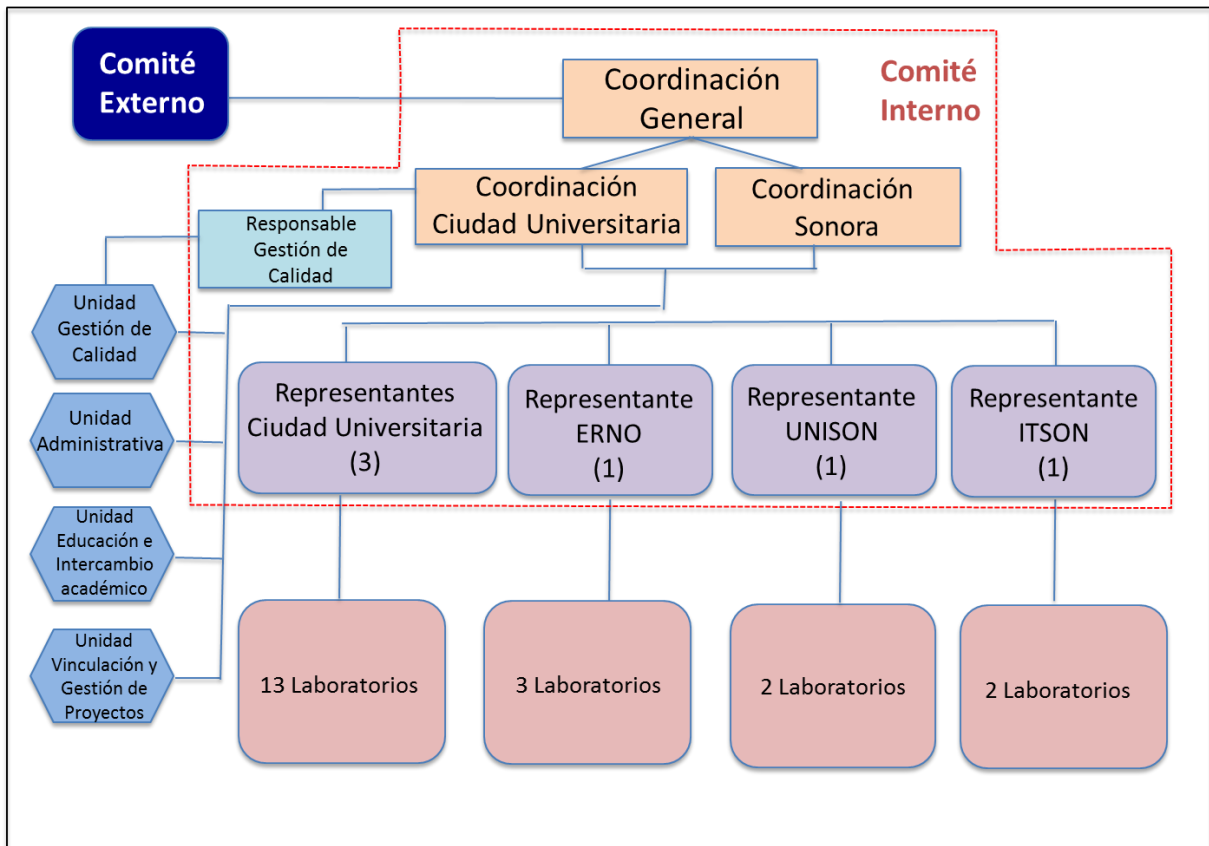 Comité
Externo
Coordinación
General
Comité
Interno
Coordinación
Ciudad Universitaria
Coordinación
Sonora
Responsable
Gestión de
Calidad
Unidad
Gestión de
Calidad
Unidad
Administrativa
Unidad
Educación e
Intercambio
académico
Unidad
Vinculación y
Gestión de
Proyectos
Representantes
Ciudad Universitaria
(3)
Representante
ERNO
(1)
Representante
UNISON
(1)
Representante
ITSON
(1)
13 Laboratorios
3 Laboratorios
2 Laboratorios
2 Laboratorios